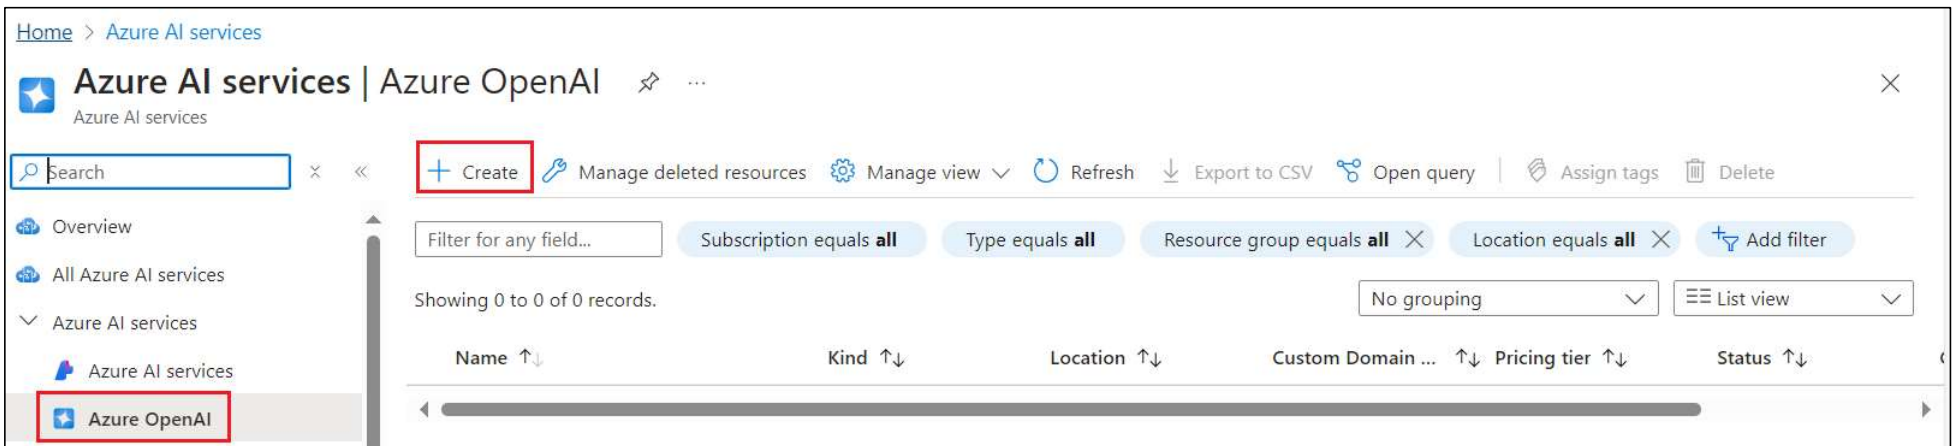 Home > Azure AI services
Azure AI services | Azure OpenAI ...
Azure AI services
Search
Create Manage deleted resources Manage view Refresh Export to CSV Open query Assign tags Delete
Overview
All Azure AI services
Azure AI services
Azure AI services
Azure OpenAI
Filter for any field... Subscription equals all Type equals all Resource group equals all Location equals all Add filter
Showing 0 to 0 of 0 records. No grouping List view
Name Kind Location Custom Domain ... Pricing tier Status